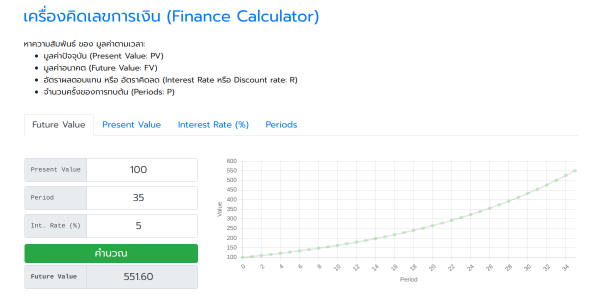 เครื่องคิดเลขการเงิน (Finance Calculator)
หาความสัมพันธ์ ของ มูลค่าตามเวลา:
มูลค่าปัจจุบัน (Present Value: PV)
มูลค่าอนาคต (Future Value: FV)
อัตราผลตอบแทน หรือ อัตราคิดลด (Interest Rate หรือ Discount rate: R)
จำนวนครั้งของการทบต้น (Periods: P)
Future Value Present Value Interest Rate (%) Periods
Present Value 100
Period 35
Int. Rate (%) 5
คำนวณ
Future Value 551.60
600
550
500
450
400
350
300
250
200
150
100
Value
0 2 4 6 8 10 12 14 16 18 20 22 24 26 28 30 32 34
Period